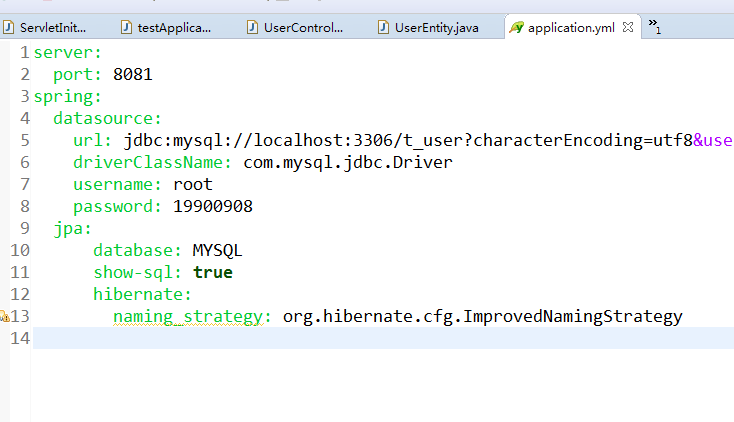 ServletInit... testApplica... UserControl... UserEntity.java application.yml »1
1 server:
2 port: 8081
3 spring:
4 datasource:
5 url: jdbc:mysql://localhost:3306/t_user?characterEncoding=utf8&use
6 driverClassName: com.mysql.jdbc.Driver
7 username: root
8 password: 19900908
9 jpa:
10 database: MYSQL
11 show-sql: true
12 hibernate:
13 naming_strategy: org.hibernate.cfg.ImprovedNamingStrategy
14